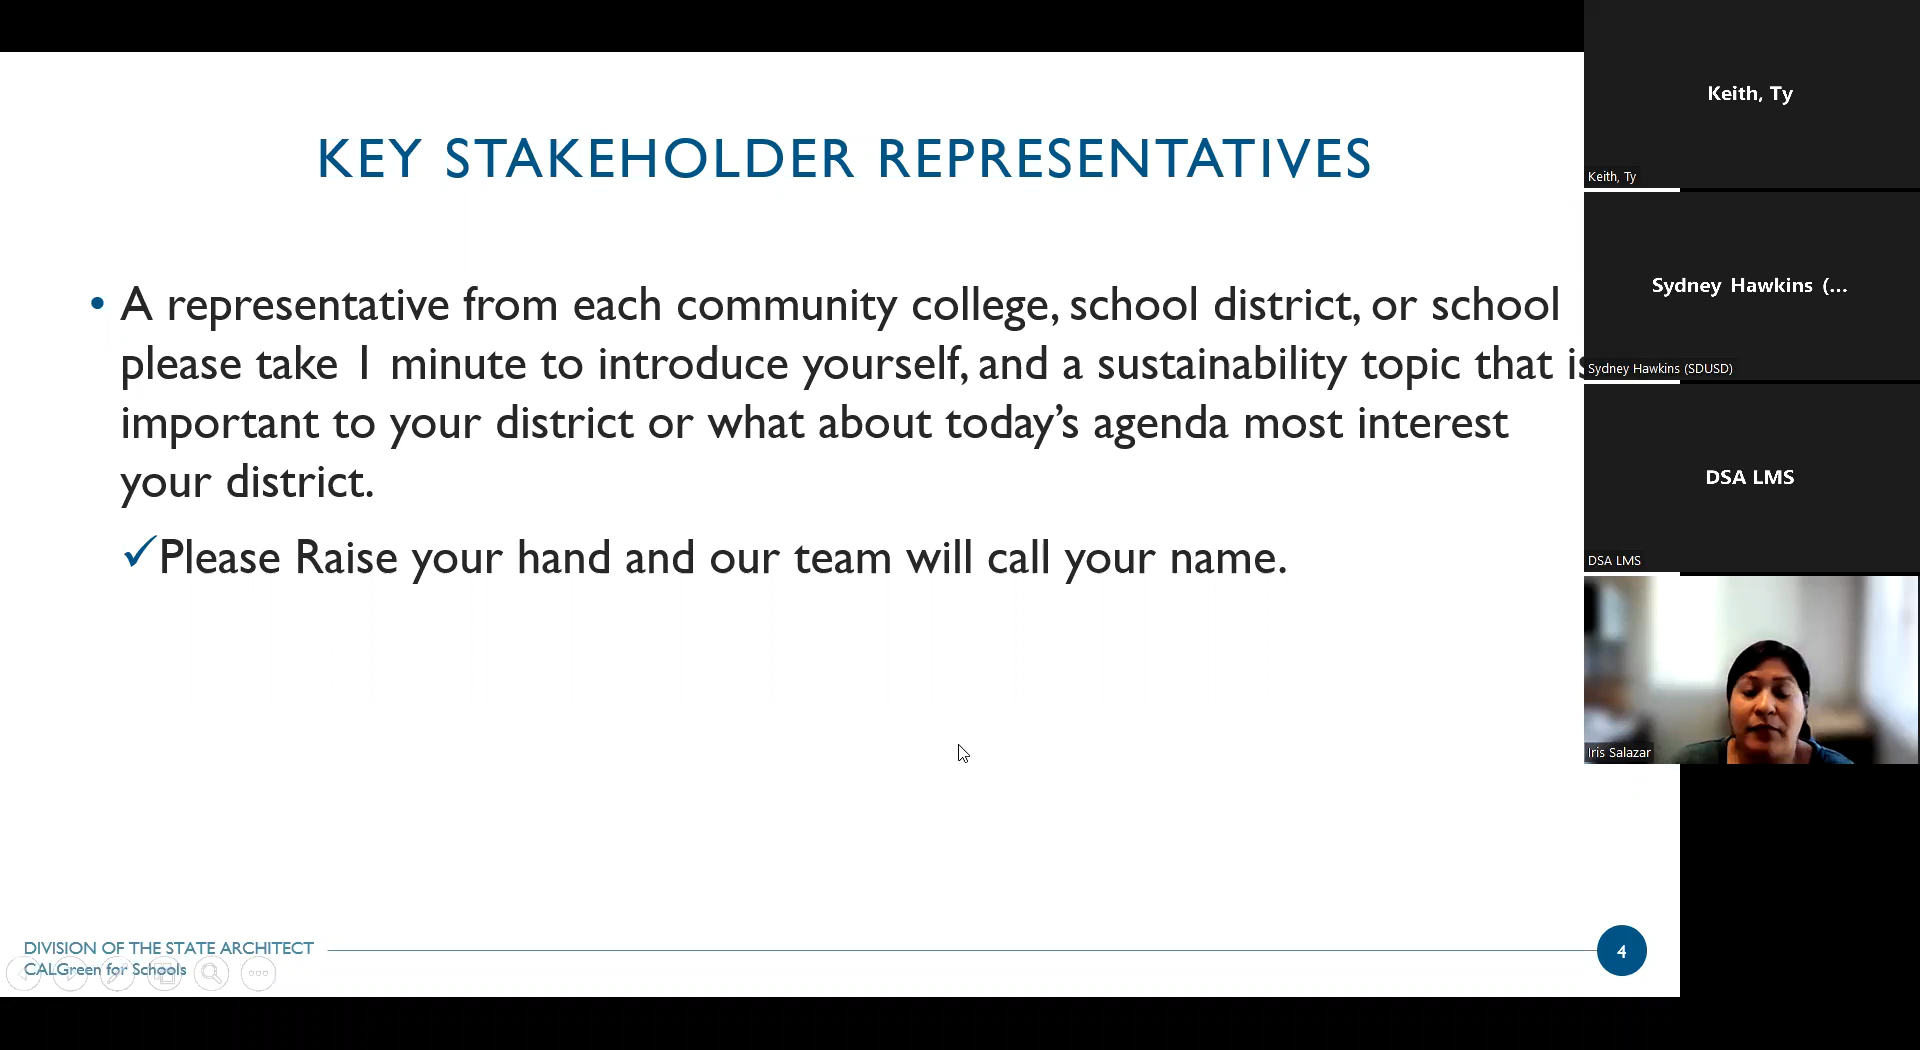 KEY STAKEHOLDER REPRESENTATIVES
• A representative from each community college, school district, or school
please take 1 minute to introduce yourself, and a sustainability topic that is
important to your district or what about today's agenda most interest
your district.
✓Please Raise your hand and our team will call your name.
DIVISION OF THE STATE ARCHITECT
CALGreen for Schools
4
Keith, Ty
Keith, Ty
Sydney Hawkins (...
Sydney Hawkins (SDUSD)
DSA LMS
DSA LMS
Iris Salazar